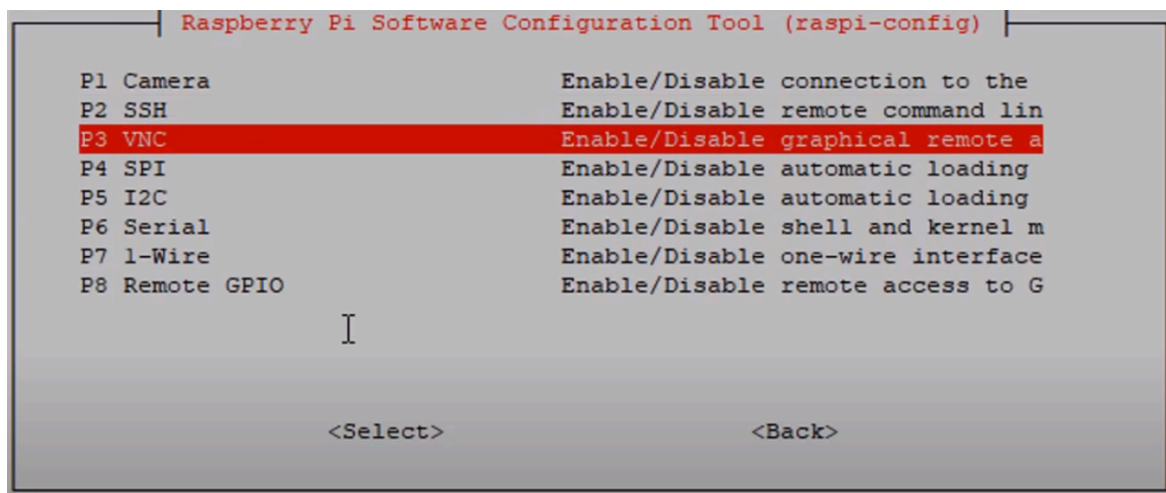 Raspberry Pi Software Configuration Tool (raspi-config)
P1 Camera Enable/Disable connection to the
P2 SSH Enable/Disable remote command lin
P3 VNC Enable/Disable graphical remote a
P4 SPI Enable/Disable automatic loading
P5 I2C Enable/Disable automatic loading
P6 Serial Enable/Disable shell and kernel m
P7 1-Wire Enable/Disable one-wire interface
P8 Remote GPIO Enable/Disable remote access to G
<Select> <Back>